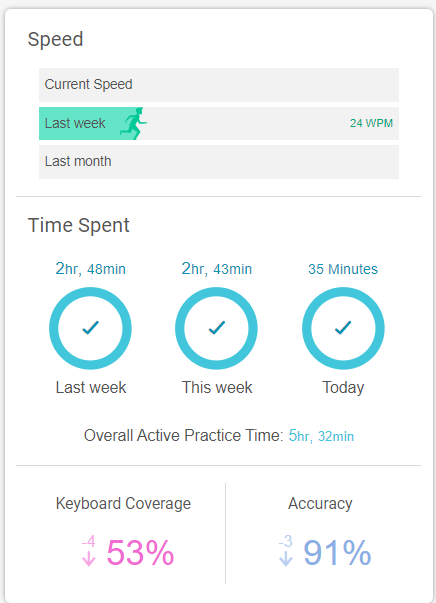 Speed
Current Speed
Last week 24 WPM
Last month
Time Spent
2hr, 48min 2hr, 43min 35 Minutes
Last week This week Today
Overall Active Practice Time: 5hr, 32min
Keyboard Coverage Accuracy
-4 53% -3 91%